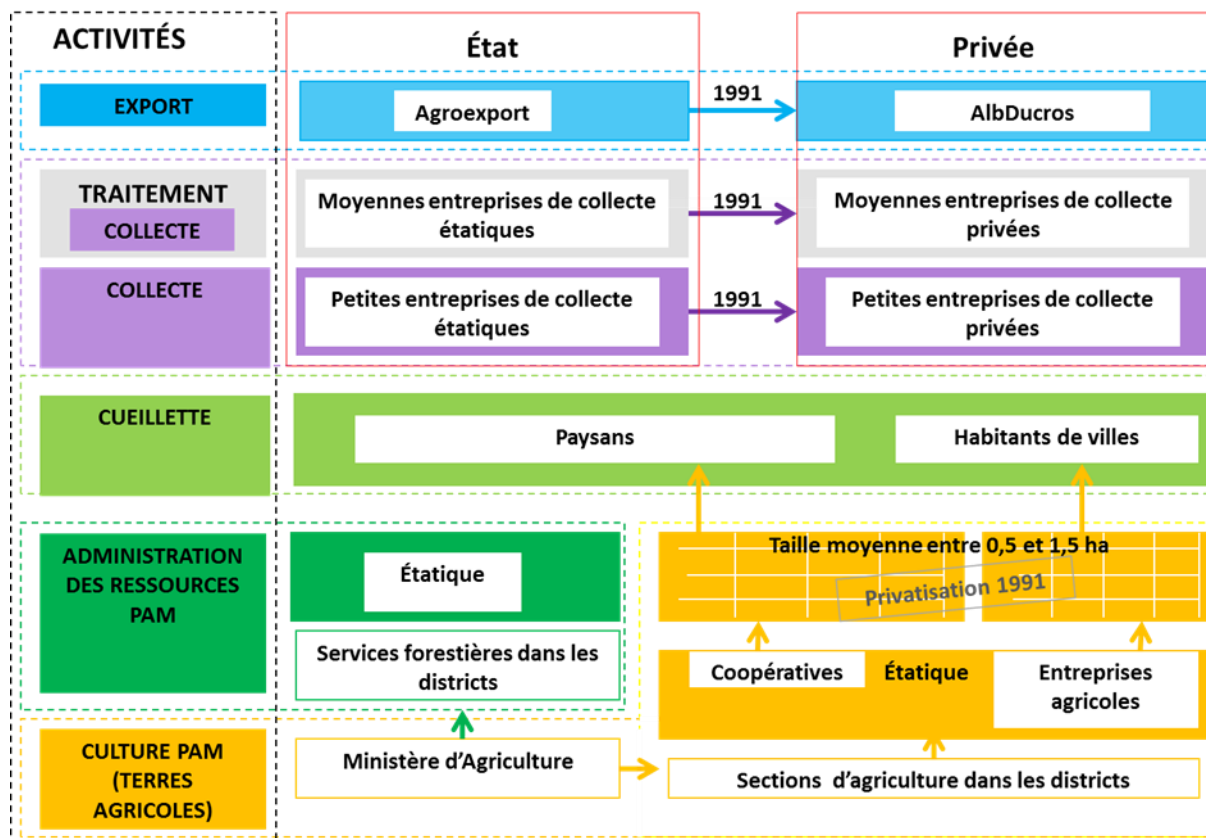 ACTIVITÉS
État
Privée
EXPORT
Agroexport
1991
AlbDucros
TRAITEMENT
COLLECTE
Moyennes entreprises de collecte
étatiques
1991
Moyennes entreprises de collecte
privées
COLLECTE
Petites entreprises de collecte
étatiques
1991
Petites entreprises de collecte
privées
CUEILLETTE
Paysans
Habitants de villes
ADMINISTRATION
DES RESSOURCES
PAM
Étatique
Services forestières dans les
districts
Taille moyenne entre 0,5 et 1,5 ha
Privatisation 1991
Coopératives
Étatique
Entreprises
agricoles
CULTURE PAM
(TERRES
AGRICOLES)
Ministère d'Agriculture
Sections d'agriculture dans les districts